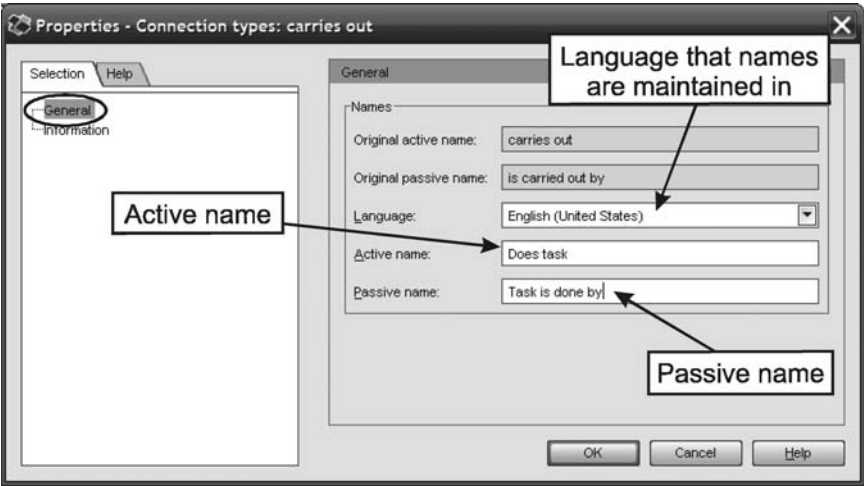 Properties - Connection types: carries out
Selection Help
General
Information
General
Names
Original active name: carries out
Original passive name: is carried out by
Language: English (United States)
Active name: Does task
Passive name: Task is done by
Language that names
are maintained in
Active name
Passive name
OK Cancel Help